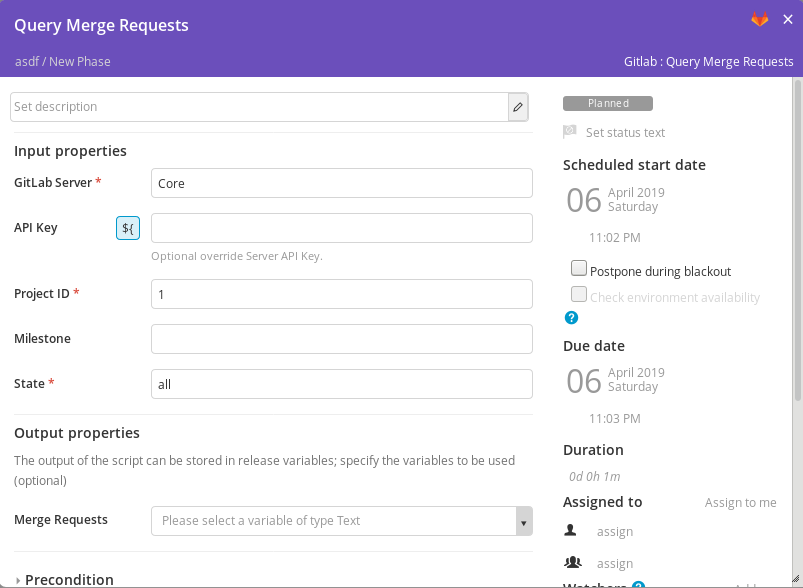 Query Merge Requests
asdf / New Phase
Gitlab : Query Merge Requests
Set description
Input properties
GitLab Server *
Core
API Key
${
Optional override Server API Key.
Project ID *
1
Milestone
State *
all
Output properties
The output of the script can be stored in release variables; specify the variables to be used
(optional)
Merge Requests
Please select a variable of type Text
Precondition
Planned
Set status text
Scheduled start date
06
April 2019
Saturday
11:02 PM
Postpone during blackout
Check environment availability
?
Due date
06
April 2019
Saturday
11:03 PM
Duration
0d 0h 1m
Assigned to
Assign to me
assign
assign
Watchers
?